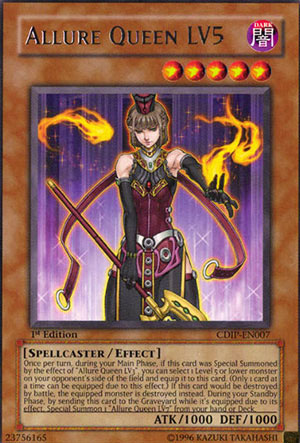 ALLURE QUEEN LV5
DARK
闇
1st Edition
CDIP-EN007
[SPELLCASTER / EFFECT]
Once per turn, during your Main Phase, if this card was Special Summoned
by the effect of "Allure Queen LV3", you can select 1 Level 5 or lower monster
on your opponent's side of the field and equip it to this card. (Only 1 card at
a time can be equipped due to this effect.) If this card would be destroyed
by battle, the equipped monster is destroyed instead. During your Standby
Phase, by sending this card to the Graveyard while it's equipped due to its
effect, Special Summon 1 "Allure Queen LV7" from your hand or Deck.
ATK/1000 DEF/1000
23756165
©1996 KAZUKI TAKAHASHI